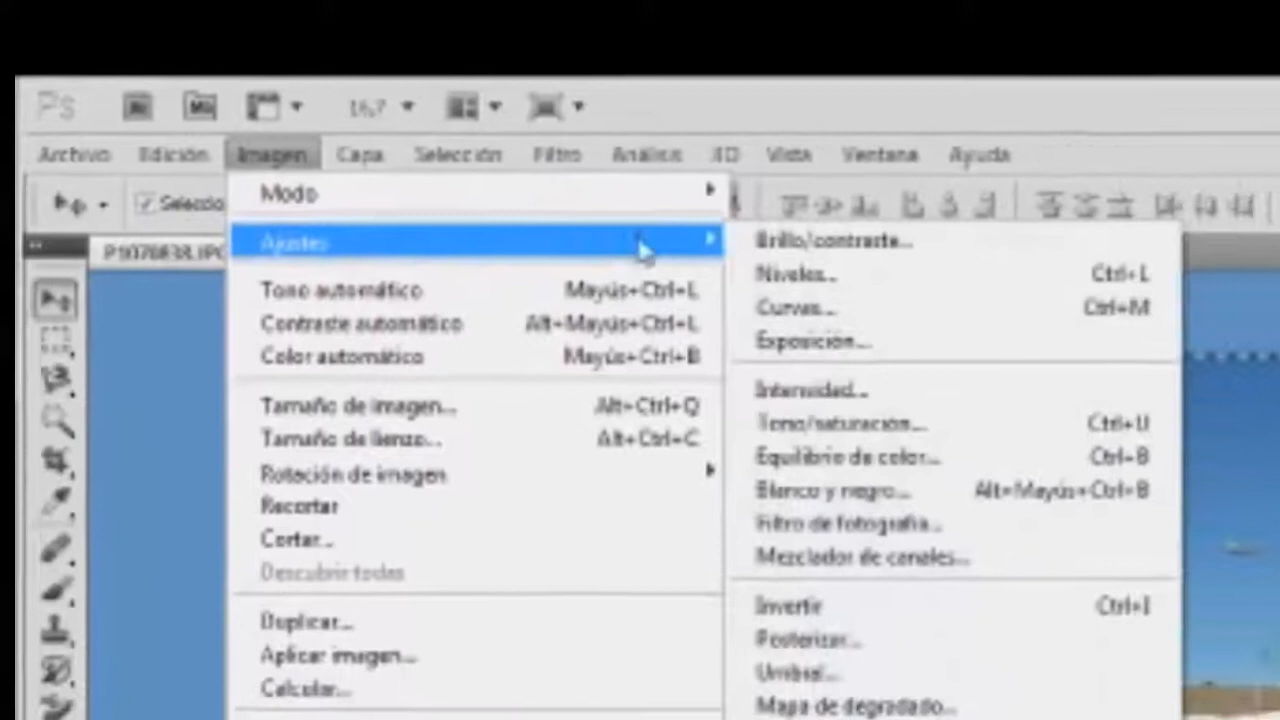 Ps Br Mb 16,7
Archivo Edición Imagen Capa Selección Filtro Análisis 3D Vista Ventana Ayuda
Modo
Ajustes
Tono automático Mayús+Ctrl+L
Contraste automático Alt+Mayús+Ctrl+L
Color automático Mayús+Ctrl+B
Tamaño de imagen... Alt+Ctrl+Q
Tamaño de lienzo... Alt+Ctrl+C
Rotación de imagen
Recortar
Cortar...
Descubrir todas
Duplicar...
Aplicar imagen...
Calcular...
Brillo/contraste...
Niveles... Ctrl+L
Curvas... Ctrl+M
Exposición...
Intensidad...
Tono/saturación... Ctrl+U
Equilibrio de color... Ctrl+B
Blanco y negro... Alt+Mayús+Ctrl+B
Filtro de fotografía...
Mezclador de canales...
Invertir Ctrl+I
Posterizar...
Umbral...
Mapa de degradado...